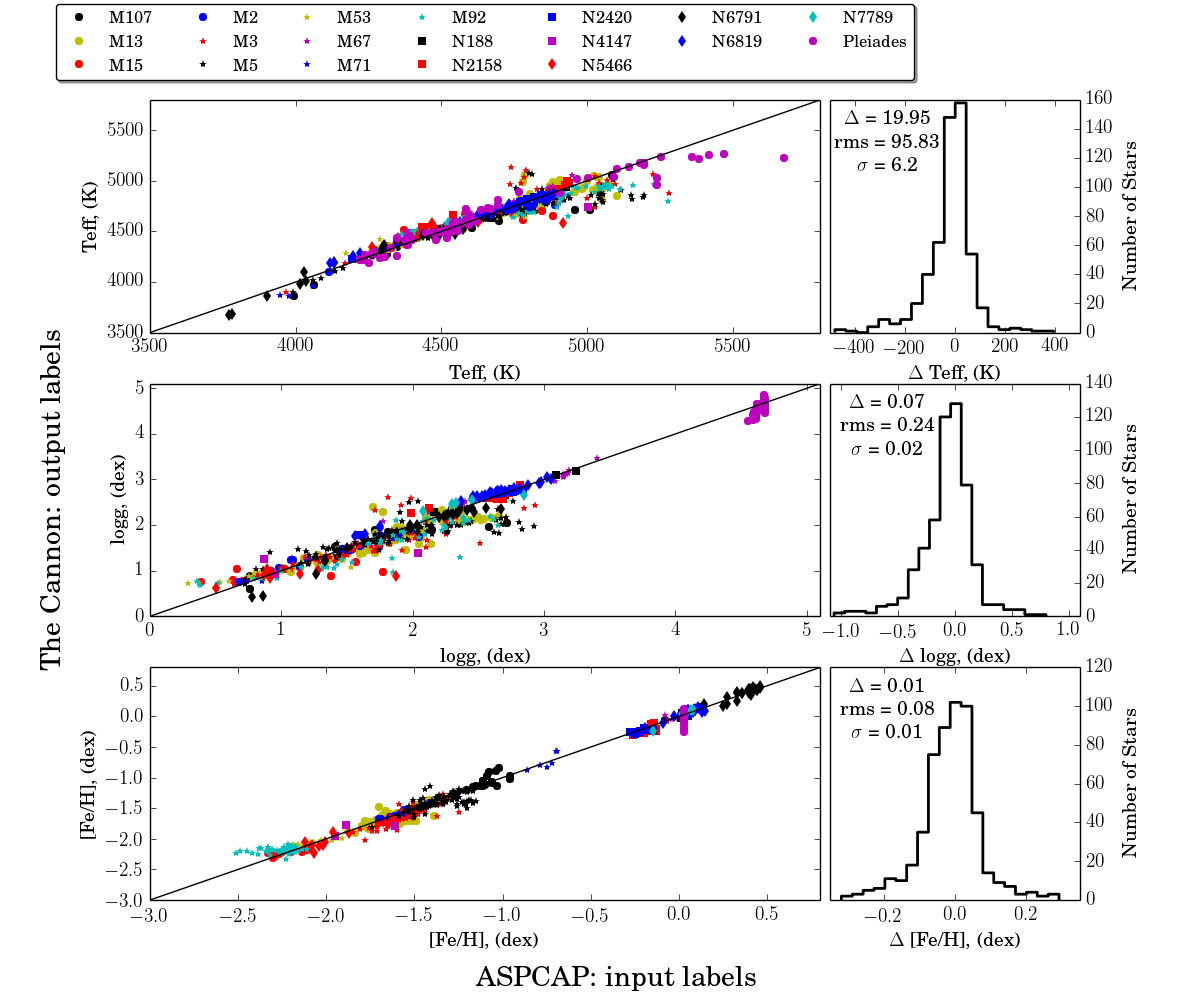 M107 M2 M53 M92 N2420 N6791 N7789
M13 M3 M67 N188 N4147 N6819 Pleiades
M15 M5 M71 N2158 N5466
The Cannon: output labels
Teff, (K)
5500
5000
4500
4000
3500
3500 4000 4500 5000 5500
Teff, (K)
Δ = 19.95
rms = 95.83
σ = 6.2
160
140
120
100
80
60
40
20
0
Number of Stars
−400 −200 0 200 400
Δ Teff, (K)
logg, (dex)
5
4
3
2
1
0
0 1 2 3 4 5
logg, (dex)
Δ = 0.07
rms = 0.24
σ = 0.02
140
120
100
80
60
40
20
0
Number of Stars
−1.0 −0.5 0.0 0.5 1.0
Δ logg, (dex)
[Fe/H], (dex)
0.5
0.0
−0.5
−1.0
−1.5
−2.0
−2.5
−3.0
−3.0 −2.5 −2.0 −1.5 −1.0 −0.5 0.0 0.5
[Fe/H], (dex)
Δ = 0.01
rms = 0.08
σ = 0.01
120
100
80
60
40
20
0
Number of Stars
−0.2 0.0 0.2
Δ [Fe/H], (dex)
ASPCAP: input labels